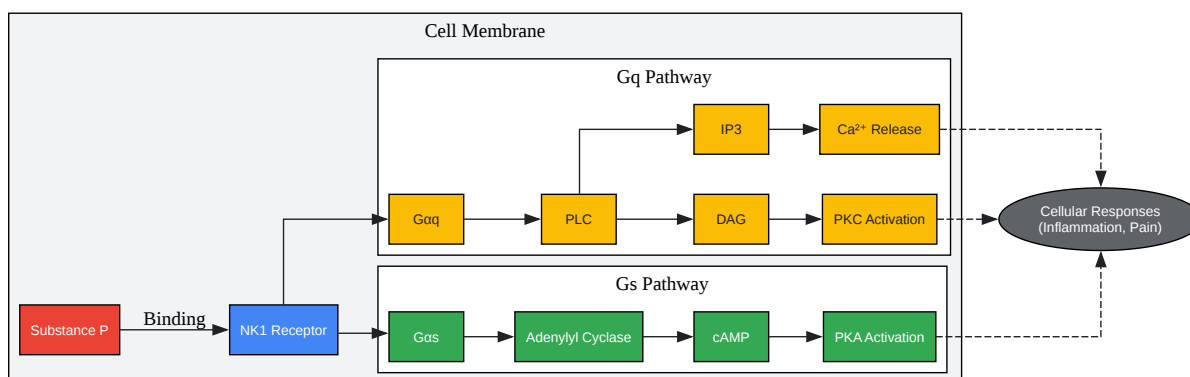 Cell Membrane
Gq Pathway
IP3
Ca²⁺ Release
Gαq
PLC
DAG
PKC Activation
Cellular Responses
(Inflammation, Pain)
Gs Pathway
Substance P
Binding
NK1 Receptor
Gαs
Adenylyl Cyclase
cAMP
PKA Activation